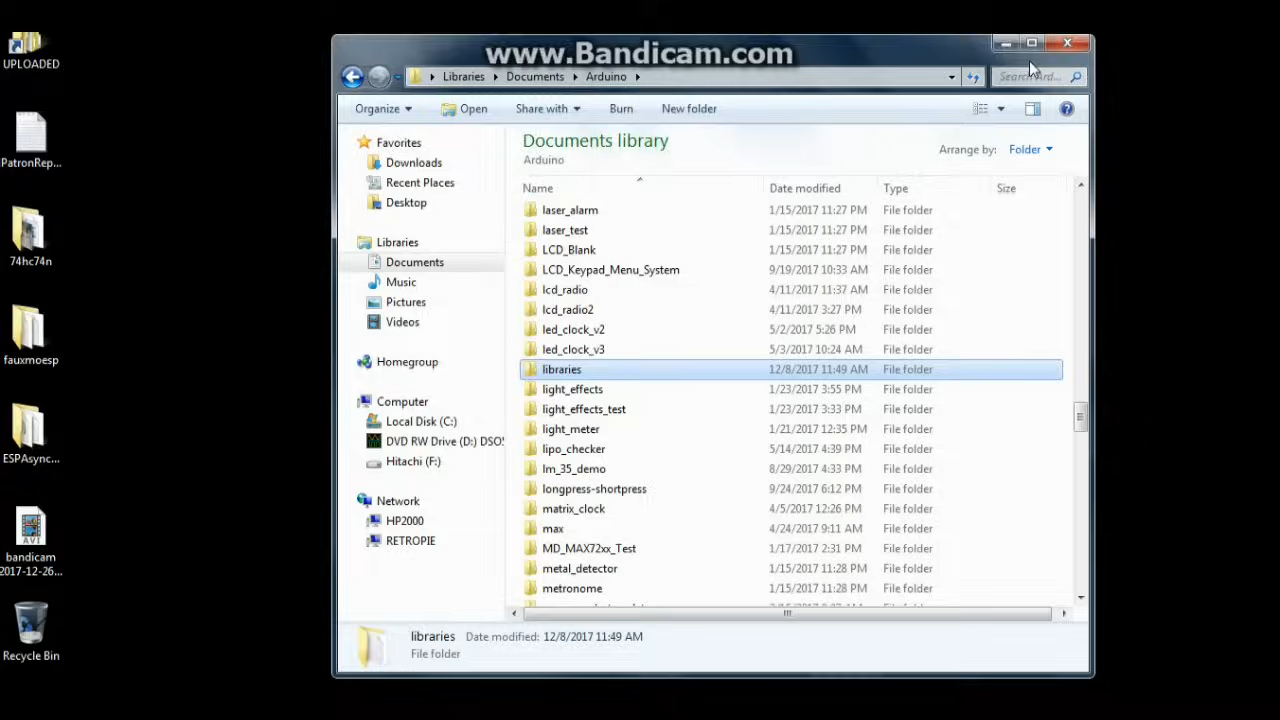 www.Bandicam.com
UPLOADED
PatronRep...
74hc74n
fauxmoesp
ESPAsync...
bandicam
2017-12-26...
Recycle Bin
Libraries Documents Arduino
Search Ard...
Organize Open Share with Burn New folder
Favorites
Downloads
Recent Places
Desktop
Libraries
Documents
Music
Pictures
Videos
Homegroup
Computer
Local Disk (C:)
DVD RW Drive (D:) DSO
Hitachi (F:)
Network
HP2000
RETROPIE
Documents library
Arduino
Arrange by: Folder
Name Date modified Type Size
laser_alarm 1/15/2017 11:27 PM File folder
laser_test 1/15/2017 11:27 PM File folder
LCD_Blank 1/15/2017 11:27 PM File folder
LCD_Keypad_Menu_System 9/19/2017 10:33 AM File folder
lcd_radio 4/11/2017 11:37 AM File folder
lcd_radio2 4/11/2017 3:27 PM File folder
led_clock_v2 5/2/2017 5:26 PM File folder
led_clock_v3 5/3/2017 10:24 AM File folder
libraries 12/8/2017 11:49 AM File folder
light_effects 1/23/2017 3:55 PM File folder
light_effects_test 1/23/2017 3:33 PM File folder
light_meter 1/21/2017 12:35 PM File folder
lipo_checker 5/14/2017 4:39 PM File folder
lm_35_demo 8/29/2017 4:33 PM File folder
longpress-shortpress 9/24/2017 6:12 PM File folder
matrix_clock 4/5/2017 12:26 PM File folder
max 4/24/2017 9:11 AM File folder
MD_MAX72xx_Test 1/17/2017 2:31 PM File folder
metal_detector 1/15/2017 11:28 PM File folder
metronome 1/15/2017 11:28 PM File folder
libraries Date modified: 12/8/2017 11:49 AM
File folder